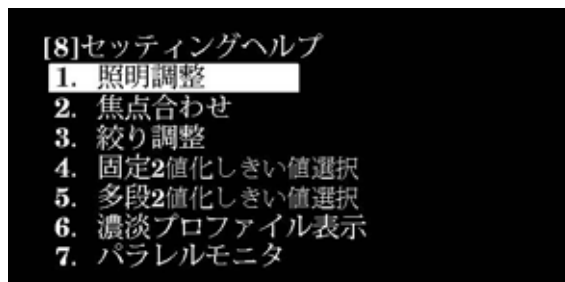 [8]セッティングヘルプ
1. 照明調整
2. 焦点合わせ
3. 絞り調整
4. 固定2値化しきい値選択
5. 多段2値化しきい値選択
6. 濃淡プロファイル表示
7. パラレルモニタ